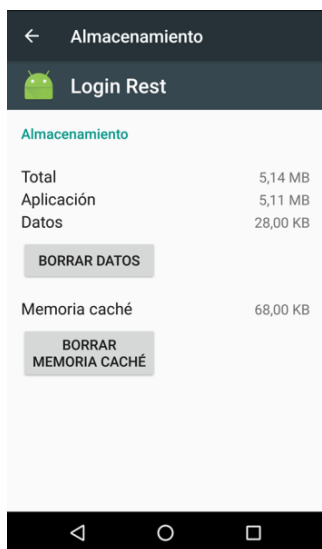 Almacenamiento
Login Rest
Almacenamiento
Total 5,14 MB
Aplicación 5,11 MB
Datos 28,00 KB
BORRAR DATOS
Memoria caché 68,00 KB
BORRAR
MEMORIA CACHÉ